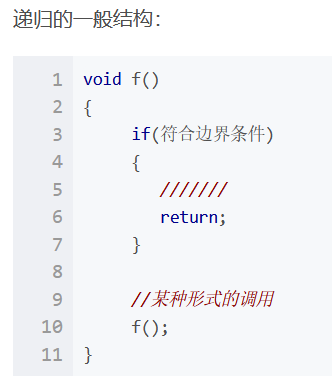 递归的一般结构：
1 void f()
2 {
3 if(符合边界条件)
4 {
5 ///////
6 return;
7 }
8
9 //某种形式的调用
10 f();
11 }